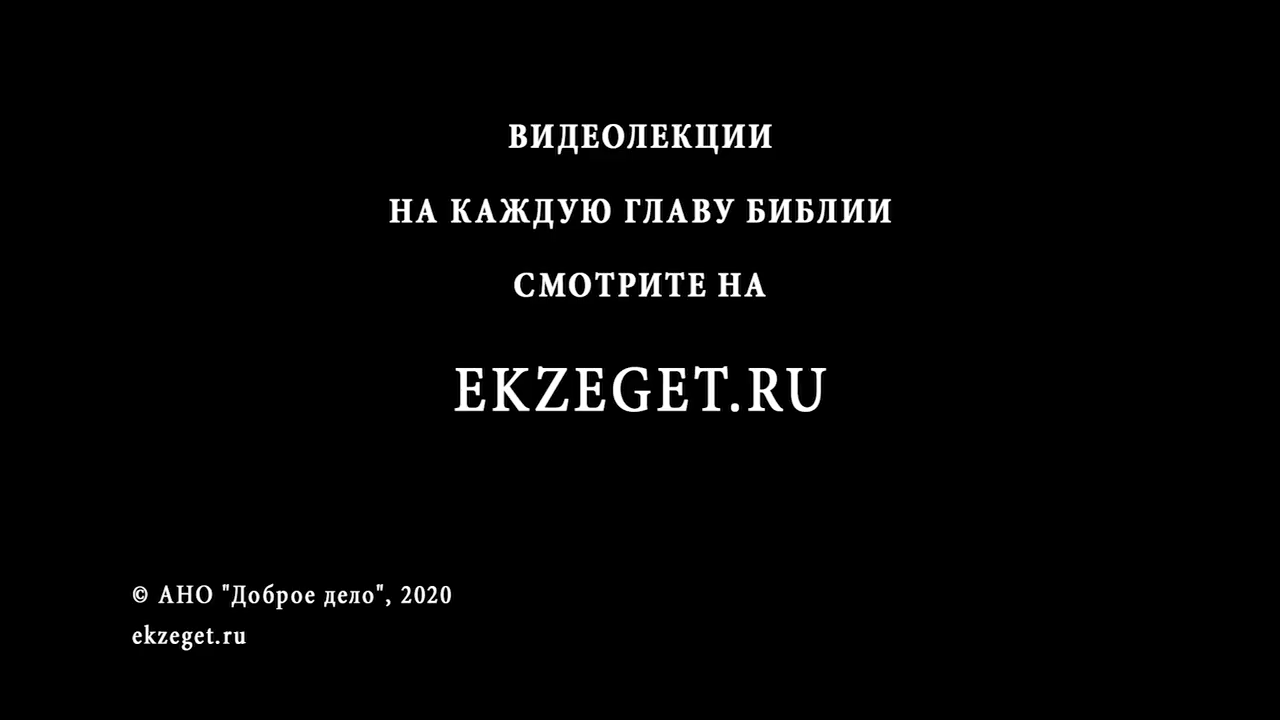 ВИДЕОЛЕКЦИИ
НА КАЖДУЮ ГЛАВУ БИБЛИИ
СМОТРИТЕ НА
EKZEGET.RU
© АНО "Доброе дело", 2020
ekzeget.ru